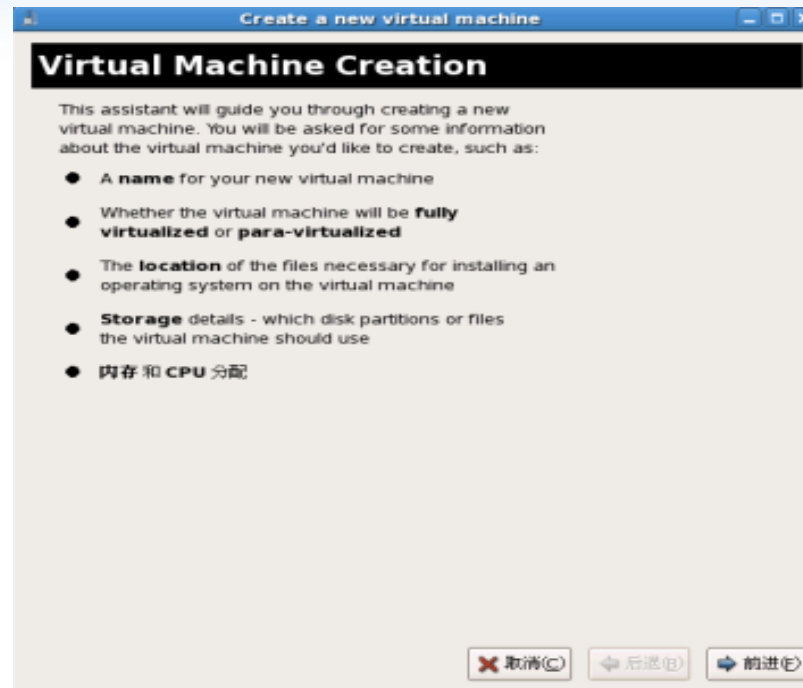 Create a new virtual machine
Virtual Machine Creation
This assistant will guide you through creating a new
virtual machine. You will be asked for some information
about the virtual machine you'd like to create, such as:
A name for your new virtual machine
Whether the virtual machine will be fully
virtualized or para-virtualized
The location of the files necessary for installing an
operating system on the virtual machine
Storage details - which disk partitions or files
the virtual machine should use
内存 和 CPU 分配
取消(C) 后退(B) 前进(F)